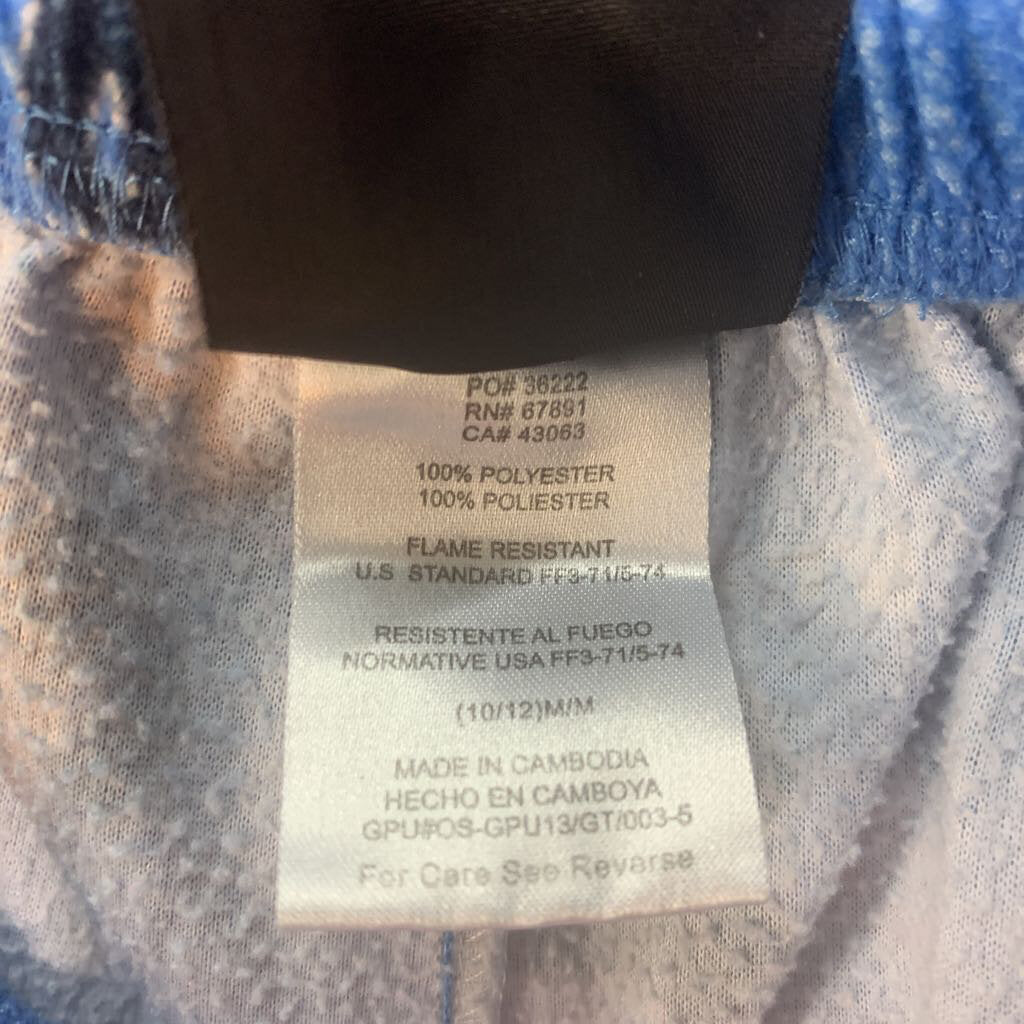 PO# 36222
RN# 67891
CA# 43063
100% POLYESTER
100% POLIESTER
FLAME RESISTANT
U.S STANDARD FF3-71/5-74
RESISTENTE AL FUEGO
NORMATIVE USA FF3-71/5-74
(10/12)M/M
MADE IN CAMBODIA
HECHO EN CAMBOYA
GPU#OS-GPU13/GT/003-5
For Care See Reverse